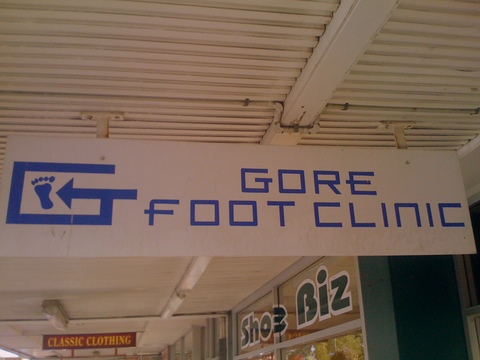 GORE
FOOT CLINIC
Shoe Biz
CLASSIC CLOTHING